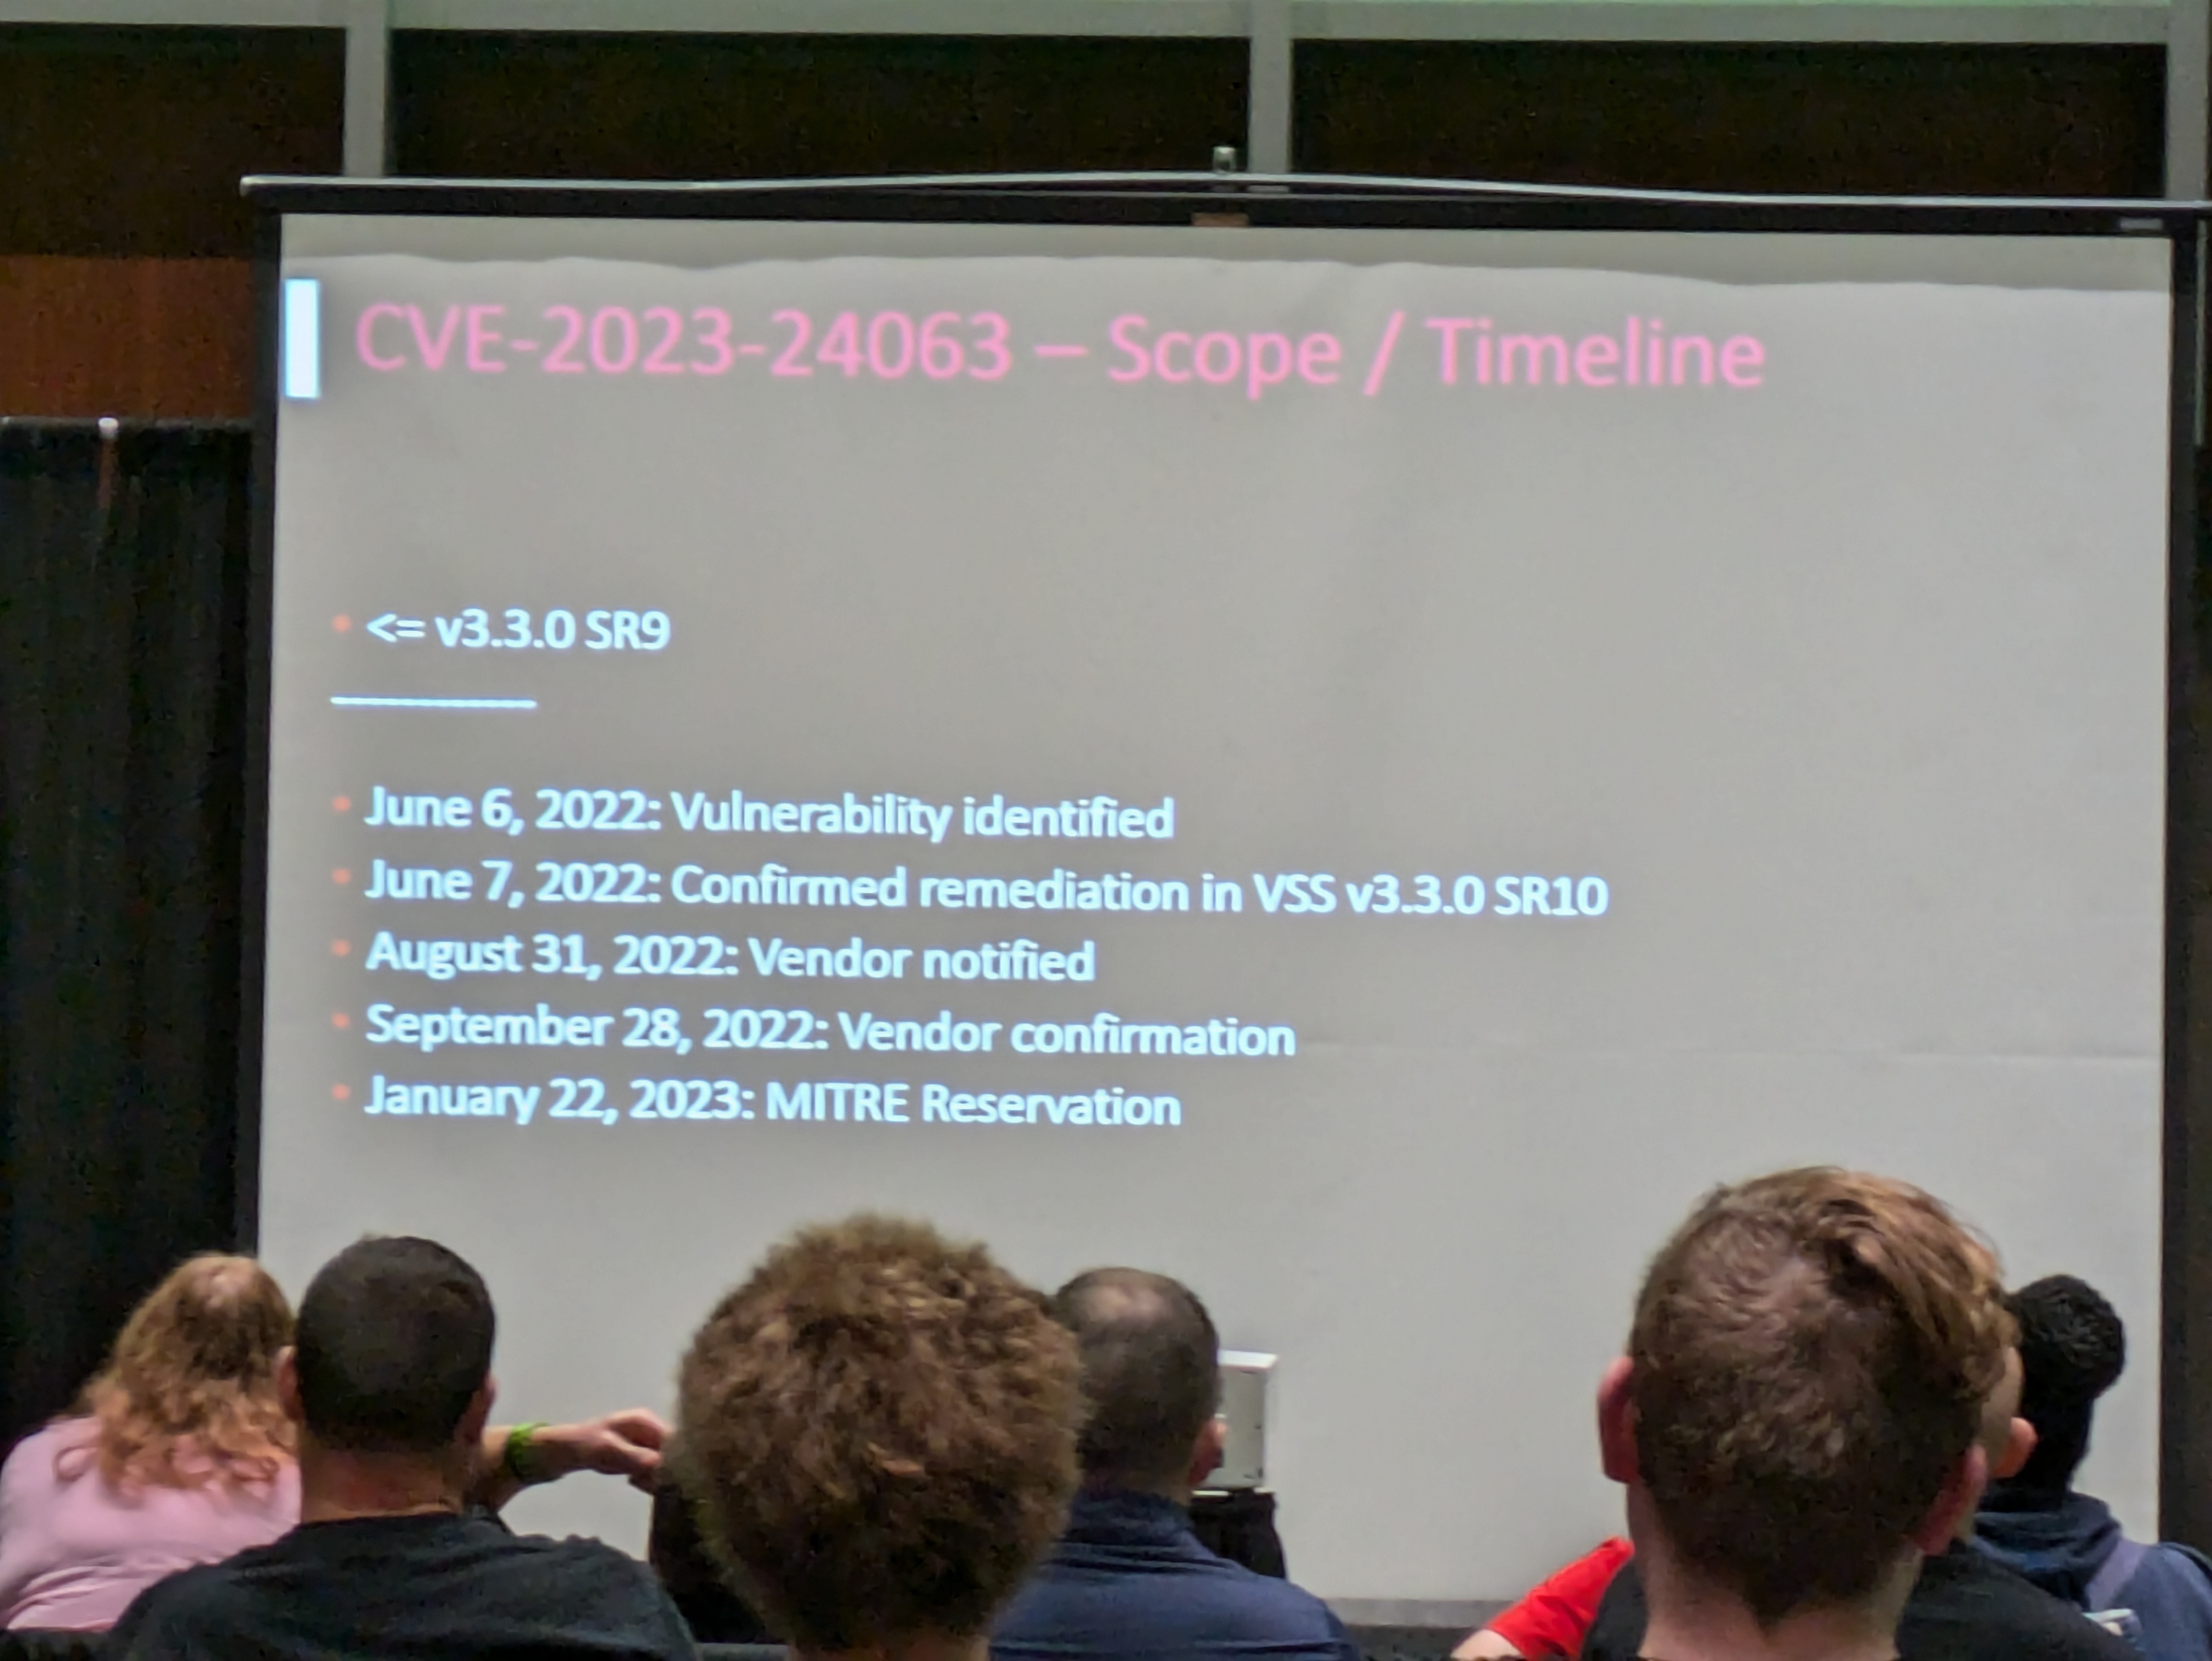 CVE-2023-24063 – Scope / Timeline
• <= v3.3.0 SR9
• June 6, 2022: Vulnerability identified
• June 7, 2022: Confirmed remediation in VSS v3.3.0 SR10
• August 31, 2022: Vendor notified
• September 28, 2022: Vendor confirmation
• January 22, 2023: MITRE Reservation